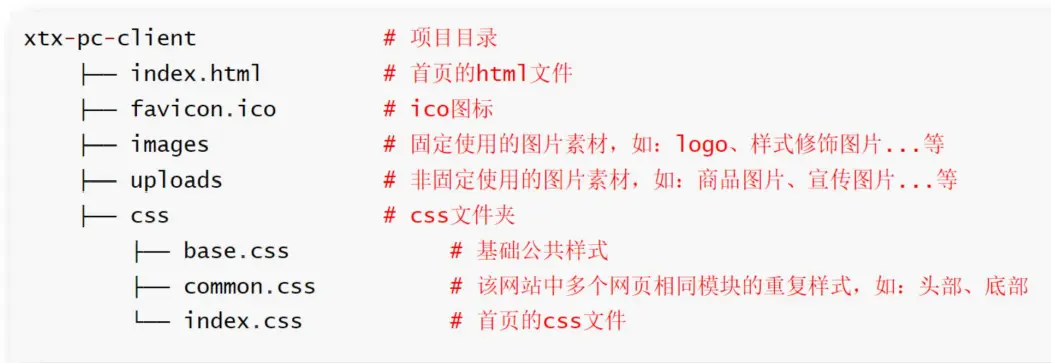 xtx-pc-client # 项目目录
├── index.html # 首页的html文件
├── favicon.ico # ico图标
├── images # 固定使用的图片素材，如：logo、样式修饰图片...等
├── uploads # 非固定使用的图片素材，如：商品图片、宣传图片...等
├── css # css文件夹
├── base.css # 基础公共样式
├── common.css # 该网站中多个网页相同模块的重复样式，如：头部、底部
└── index.css # 首页的css文件